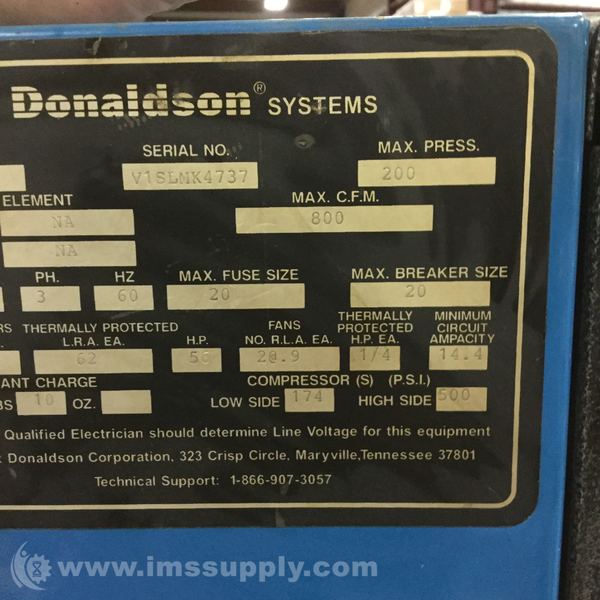 Donaldson® SYSTEMS
SERIAL NO. MAX. PRESS.
V1SLMK4737 200
ELEMENT MAX. C.F.M.
NA 800
NA
PH. HZ MAX. FUSE SIZE MAX. BREAKER SIZE
3 60 20 20
THERMALLY PROTECTED FANS THERMALLY PROTECTED MINIMUM CIRCUIT
L.R.A. EA. H.P. NO. R.L.A. EA. H.P. EA. AMPACITY
62 2@.9 1/4 14.4
ANT CHARGE COMPRESSOR (S) (P.S.I.)
BS 10 OZ. LOW SIDE 174 HIGH SIDE 500
Qualified Electrician should determine Line Voltage for this equipment
Donaldson Corporation, 323 Crisp Circle, Maryville,Tennessee 37801
Technical Support: 1-866-907-3057
www.imssupply.com